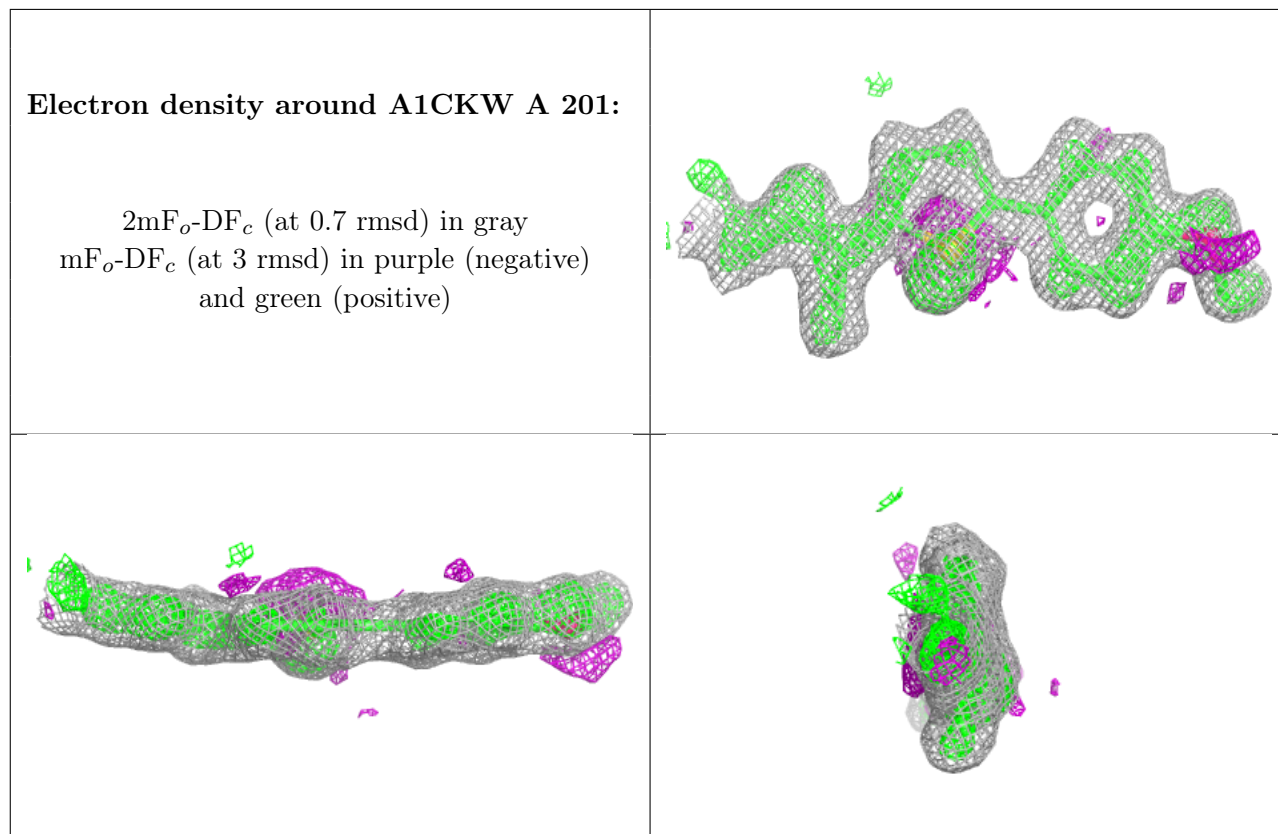 Electron density around A1CKW A 201:
2mFₒ-DF𝒸 (at 0.7 rmsd) in gray
mFₒ-DF𝒸 (at 3 rmsd) in purple (negative)
and green (positive)